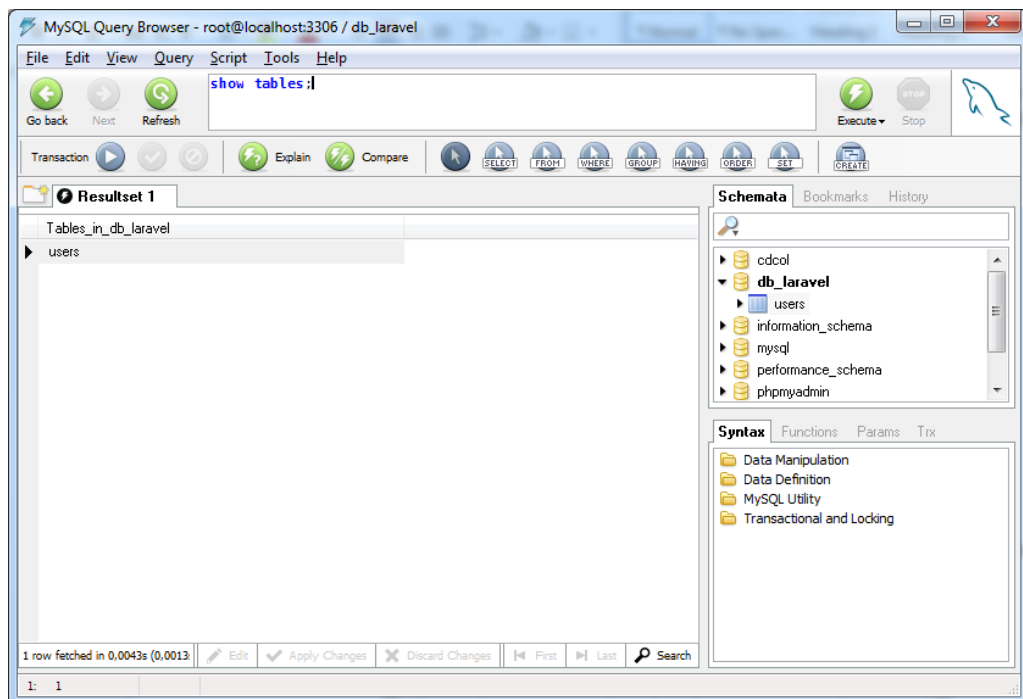 MySQL Query Browser - root@localhost:3306 / db_laravel
File Edit View Query Script Tools Help
show tables;
Go back Next Refresh
Execute STOP Stop
Transaction Explain Compare SELECT FROM WHERE GROUP HAVING ORDER SET CREATE
Resultset 1
Tables_in_db_laravel
users
Schemata Bookmarks History
cdcol
db_laravel
users
information_schema
mysql
performance_schema
phpmyadmin
Syntax Functions Params Trx
Data Manipulation
Data Definition
MySQL Utility
Transactional and Locking
1 row fetched in 0,0043s (0,0013 Edit Apply Changes Discard Changes First Last Search
1: 1